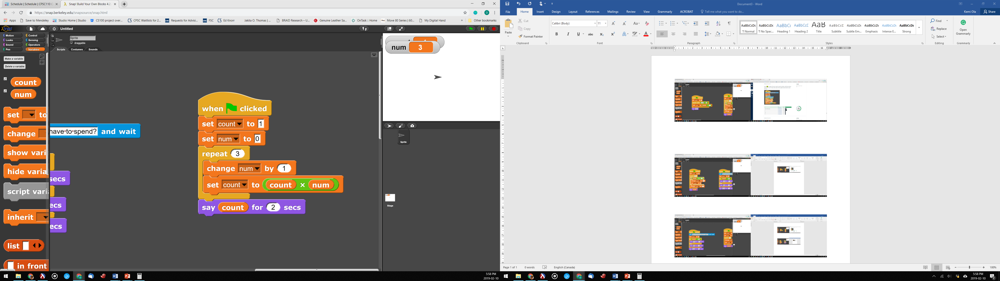 Schedule | Schedule | CPSC110 C
Snap! Build Your Own Blocks 4.2.
https://snap.berkeley.edu/snapsource/snap.html
Apps Save to Mendeley Studio Home | Studio CS100 project over... CPSC Waitlists for 2... Requests for Advisi... FSC Ed Knorr Jakita O. Thomas | ... BRAID Research – U... Genuine Leather Sa... OnTask :: Home Move 80 Series | 60... My Digital Hand Other bookmarks
Snap! Untitled
Motion Control
Looks Sensing
Sound Operators
Pen Variables
Make a variable
Delete a variable
count
num
set to
change
show vari
hide varia
script varia
inherit
list
in front
Sprite
draggable
Scripts Costumes Sounds
have to spend? and wait
secs
ecs
ecs
when clicked
set count to 1
set num to 0
repeat 3
change num by 1
set count to count × num
say count for 2 secs
num 3
Sprite
Stage
5:58 PM
2019-02-10
Document3 - Word
Kemi Ola
Share
File Home Insert Design Layout References Mailings Review View Grammarly ACROBAT Tell me what you want to do...
Paste
Cut
Copy
Format Painter
Clipboard
Calibri (Body) 11
B I U abc X₂ X²
Font
Paragraph
AaBbCcDc AaBbCcDc AaBbCc AaBbCcE AaB AaBbCcD AaBbCcDc AaBbCcDc AaBbCcDc AaBbCcDc
¶ Normal ¶ No Spac... Heading 1 Heading 2 Title Subtitle Subtle Em... Emphasis Intense E... Strong
Styles
Find
Replace
Select
Editing
Open Grammarly
Grammarly
Page 1 of 1 0 words English (Canada)
100%
5:58 PM
2019-02-10